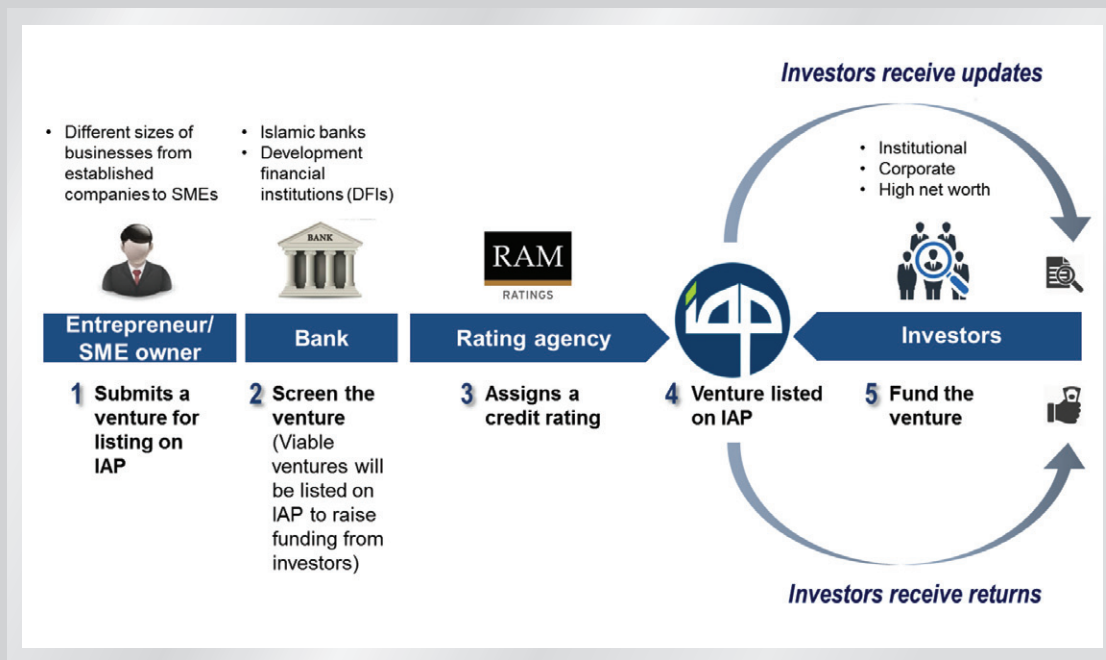 Investors receive updates
• Different sizes of
businesses from
established
companies to SMEs
• Islamic banks
• Development
financial
institutions (DFIs)
• Institutional
• Corporate
• High net worth
BANK
RAM
RATINGS
iap
Entrepreneur/
SME owner
Bank
Rating agency
Investors
1 Submits a
venture for
listing on
IAP
2 Screen the
venture
(Viable
ventures will
be listed on
IAP to raise
funding from
investors)
3 Assigns a
credit rating
4 Venture listed
on IAP
5 Fund the
venture
Investors receive returns